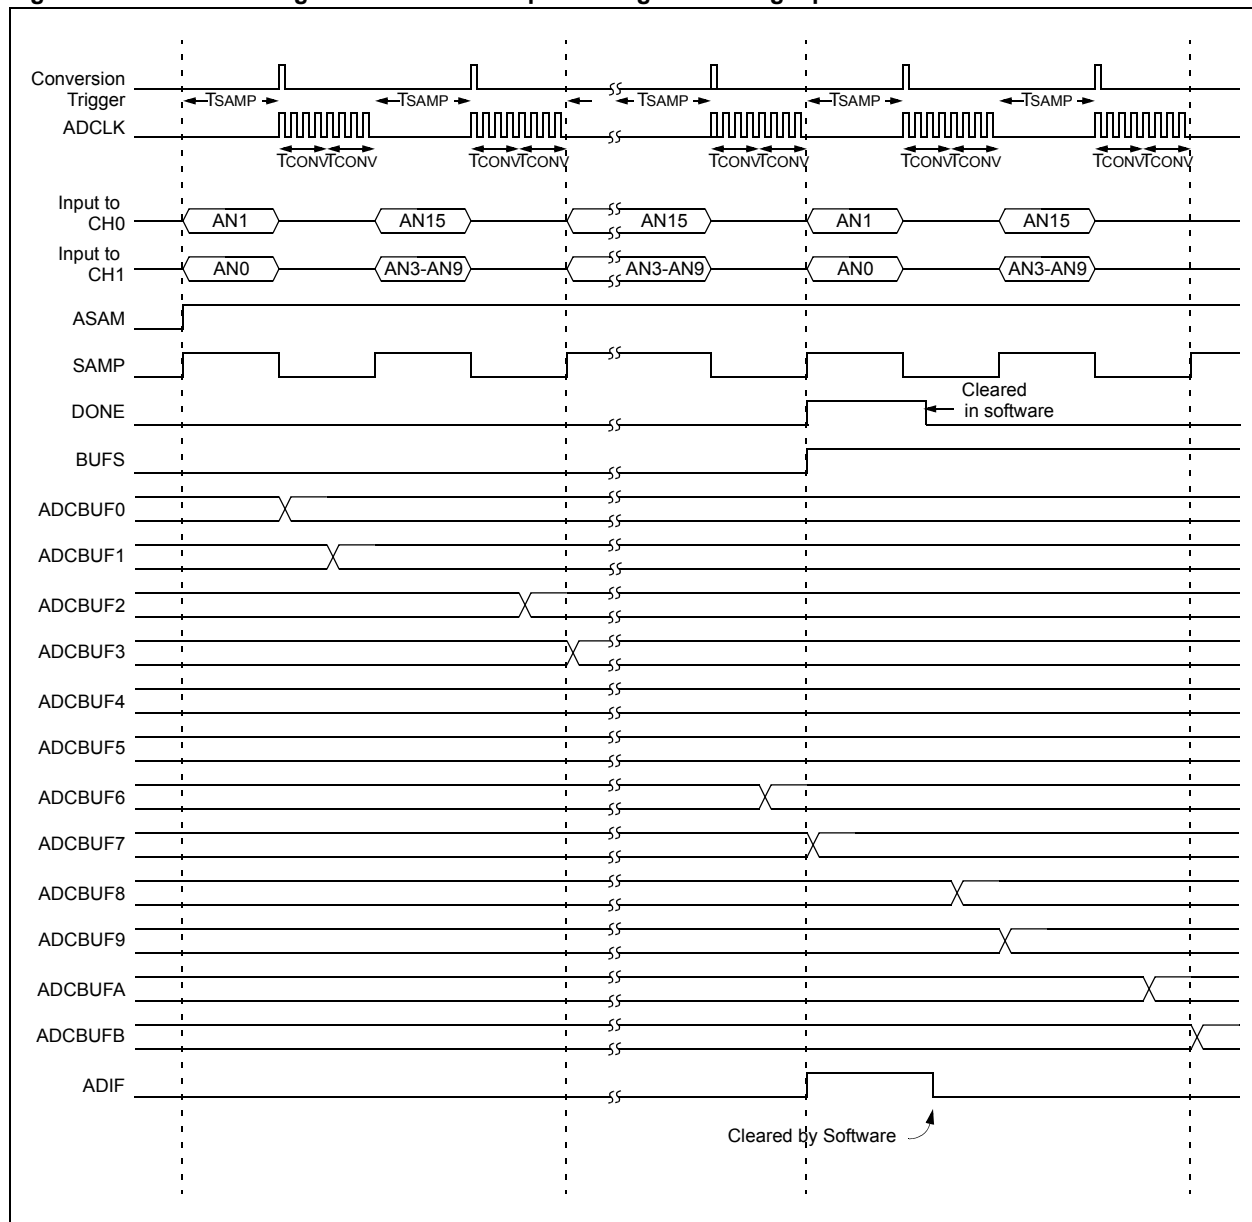 Conversion
Trigger
TSAMP TSAMP TSAMP TSAMP TSAMP
ADCLK
TCONV TCONV TCONV TCONV TCONV TCONV TCONV TCONV TCONV TCONV
Input to
CH0
AN1 AN15 AN15 AN1 AN15
Input to
CH1
AN0 AN3-AN9 AN3-AN9 AN0 AN3-AN9
ASAM
SAMP
DONE
Cleared
in software
BUFS
ADCBUF0
ADCBUF1
ADCBUF2
ADCBUF3
ADCBUF4
ADCBUF5
ADCBUF6
ADCBUF7
ADCBUF8
ADCBUF9
ADCBUFA
ADCBUFB
ADIF
Cleared by Software